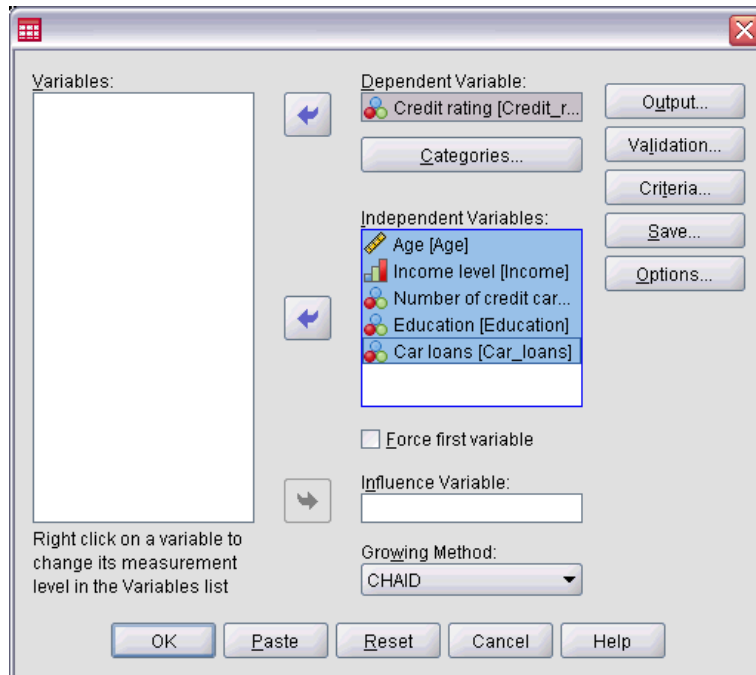 Variables:
Dependent Variable:
Credit rating [Credit_r...
Categories...
Independent Variables:
Age [Age]
Income level [Income]
Number of credit car...
Education [Education]
Car loans [Car_loans]
Force first variable
Influence Variable:
Growing Method:
CHAID
Output...
Validation...
Criteria...
Save...
Options...
Right click on a variable to
change its measurement
level in the Variables list
OK
Paste
Reset
Cancel
Help